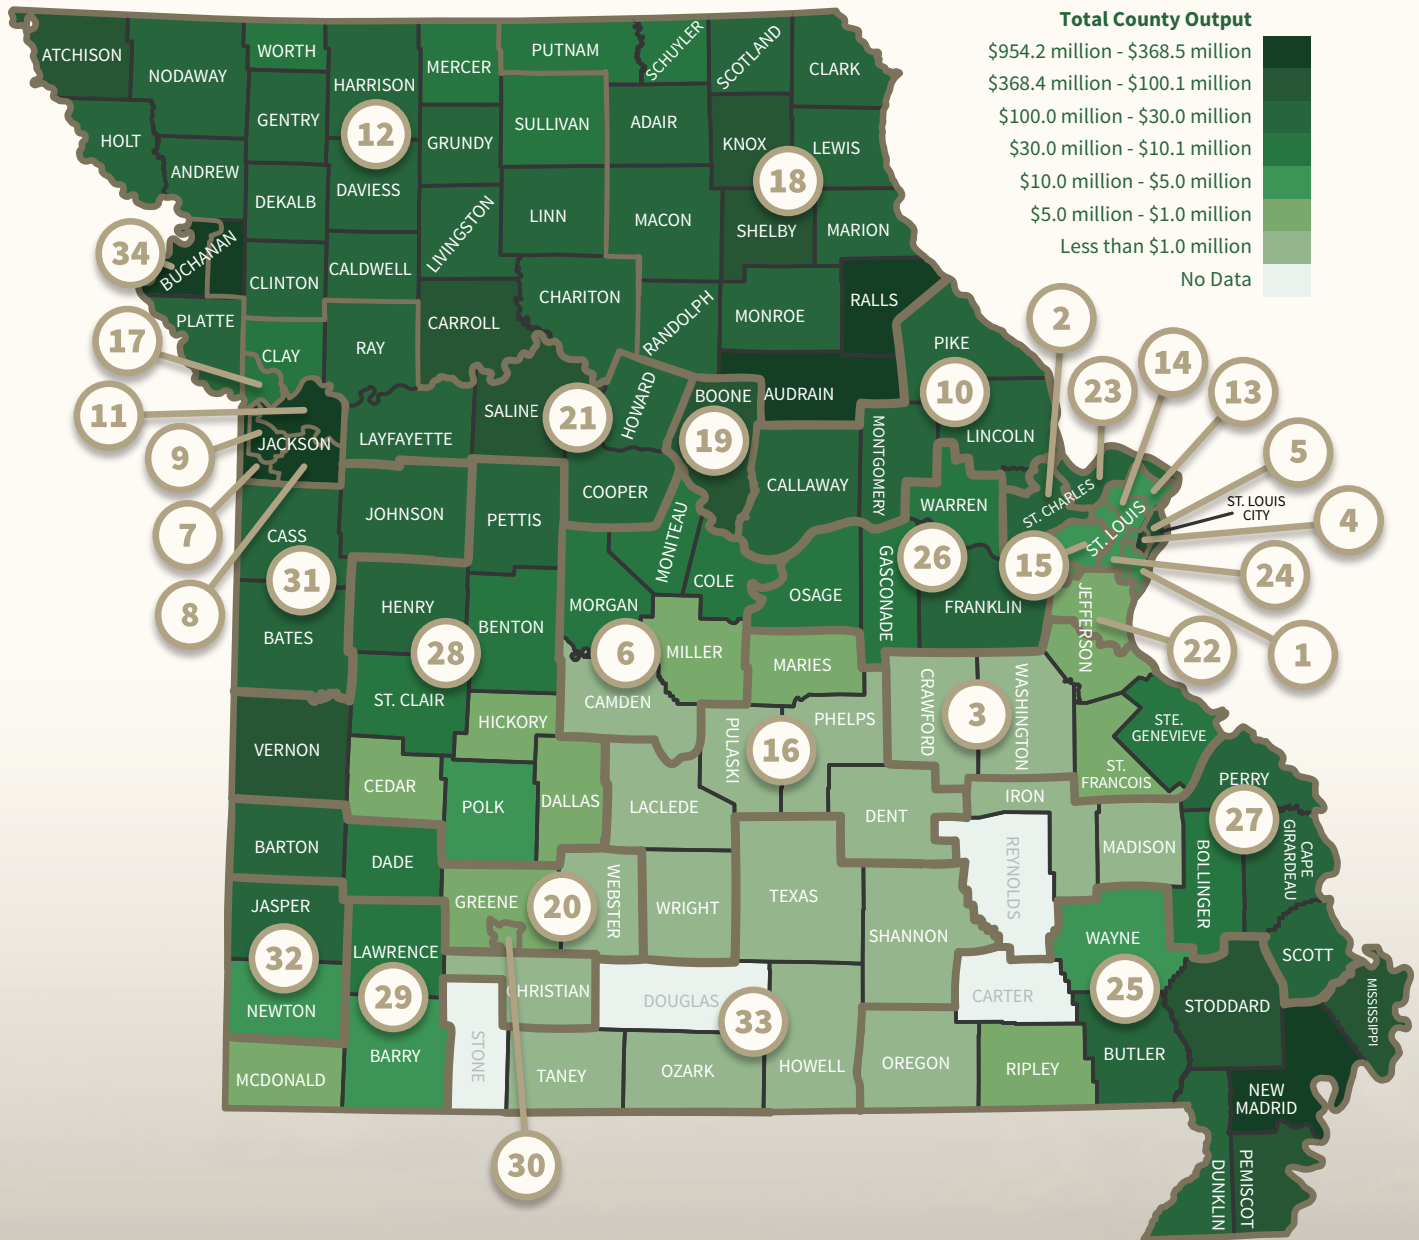 Total County Output
$954.2 million - $368.5 million
$368.4 million - $100.1 million
$100.0 million - $30.0 million
$30.0 million - $10.1 million
$10.0 million - $5.0 million
$5.0 million - $1.0 million
Less than $1.0 million
No Data
ATCHISON
NODAWAY
WORTH
HARRISON
MERCER
PUTNAM
SCHUYLER
SCOTLAND
CLARK
HOLT
ANDREW
GENTRY
12
GRUNDY
SULLIVAN
ADAIR
KNOX
LEWIS
18
DEKALB
DAVIESS
LIVINGSTON
LINN
MACON
SHELBY
MARION
34
BUCHANAN
CLINTON
CALDWELL
CHARITON
RALLS
PLATTE
CARROLL
RANDOLPH
MONROE
2
17
CLAY
RAY
PIKE
14
23
13
11
SALINE
21
HOWARD
BOONE
AUDRAIN
10
9
JACKSON
LAYFAYETTE
19
MONTGOMERY
LINCOLN
5
COOPER
CALLAWAY
WARREN
ST. CHARLES
ST. LOUIS
ST. LOUIS
CITY
4
7
CASS
JOHNSON
PETTIS
MONITEAU
COLE
GASCONADE
26
15
24
31
8
HENRY
BENTON
MORGAN
OSAGE
FRANKLIN
JEFFERSON
BATES
28
6
MILLER
MARIES
22
1
ST. CLAIR
CAMDEN
CRAWFORD
3
WASHINGTON
HICKORY
PULASKI
16
PHELPS
STE.
GENEVIEVE
VERNON
CEDAR
POLK
DALLAS
LACLEDE
DENT
IRON
ST.
FRANCOIS
PERRY
27
BARTON
DADE
REYNOLDS
MADISON
BOLLINGER
CAPE
GIRARDEAU
JASPER
GREENE
20
WEBSTER
WRIGHT
TEXAS
SHANNON
WAYNE
SCOTT
32
LAWRENCE
29
NEWTON
CHRISTIAN
DOUGLAS
33
CARTER
25
STODDARD
MISSISSIPPI
BARRY
STONE
TANEY
OZARK
HOWELL
OREGON
RIPLEY
BUTLER
MCDONALD
NEW
MADRID
30
DUNKLIN
PEMISCOT